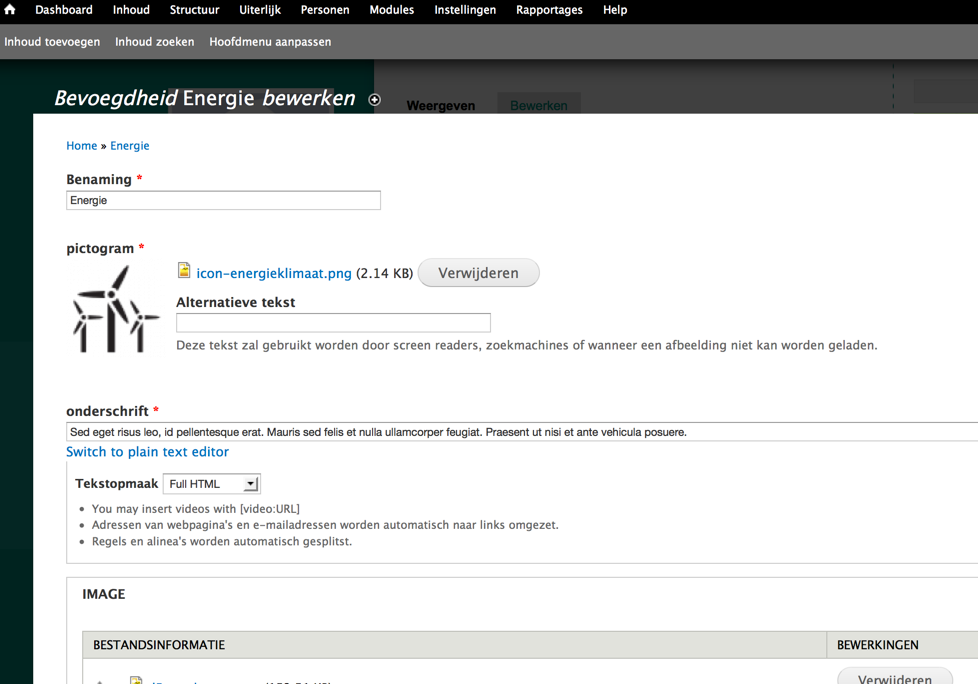 Dashboard Inhoud Structuur Uiterlijk Personen Modules Instellingen Rapportages Help
Inhoud toevoegen Inhoud zoeken Hoofdmenu aanpassen
Bevoegdheid Energie bewerken
Weergeven Bewerken
Home » Energie
Benaming *
Energie
pictogram *
icon-energieklimaat.png (2.14 KB) Verwijderen
Alternatieve tekst
Deze tekst zal gebruikt worden door screen readers, zoekmachines of wanneer een afbeelding niet kan worden geladen.
onderschrift *
Sed eget risus leo, id pellentesque erat. Mauris sed felis et nulla ullamcorper feugiat. Praesent ut nisi et ante vehicula posuere.
Switch to plain text editor
Tekstopmaak Full HTML
• You may insert videos with [video:URL]
• Adressen van webpagina's en e-mailadressen worden automatisch naar links omgezet.
• Regels en alinea's worden automatisch gesplitst.
IMAGE
BESTANDSINFORMATIE BEWERKINGEN
Verwijderen